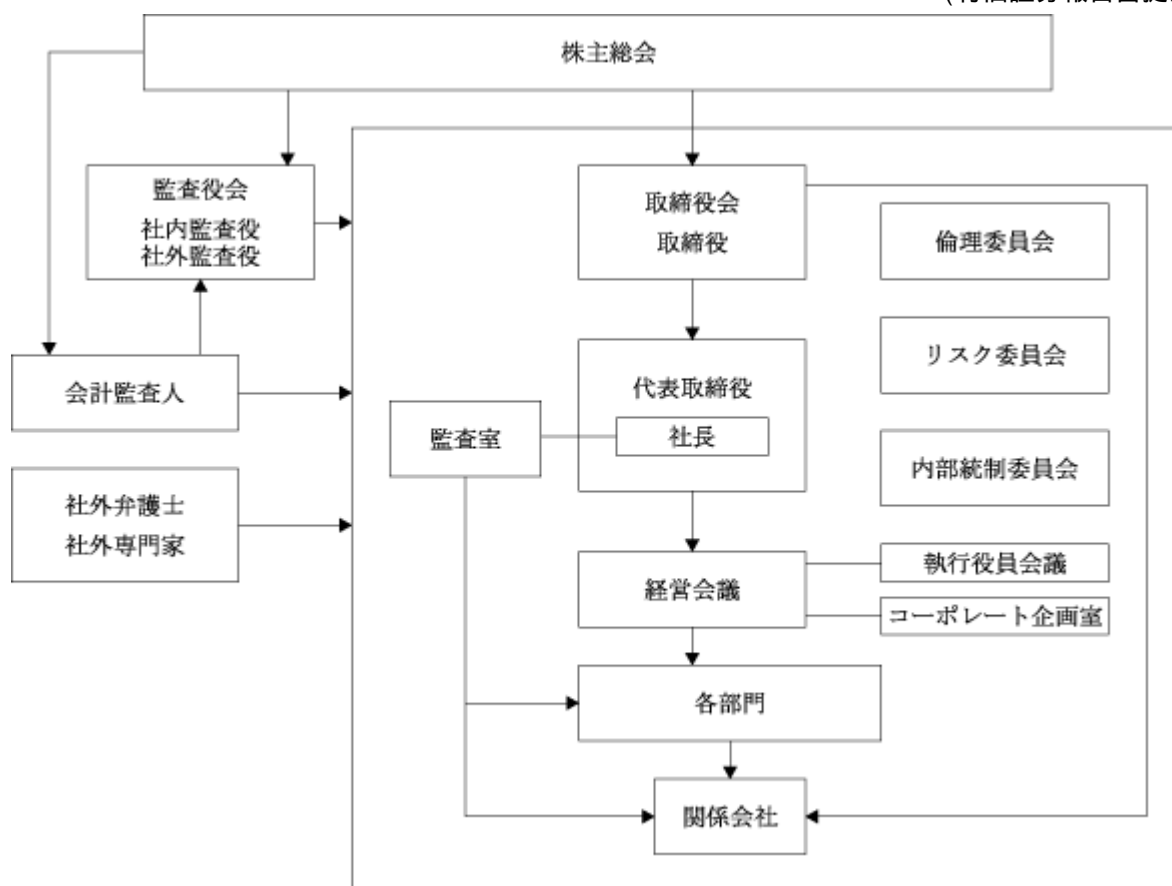 株主総会
監査役会
社内監査役
社外監査役
取締役会
取締役
倫理委員会
リスク委員会
会計監査人
代表取締役
社長
監査室
内部統制委員会
社外弁護士
社外専門家
経営会議
執行役員会議
コーポレート企画室
各部門
関係会社